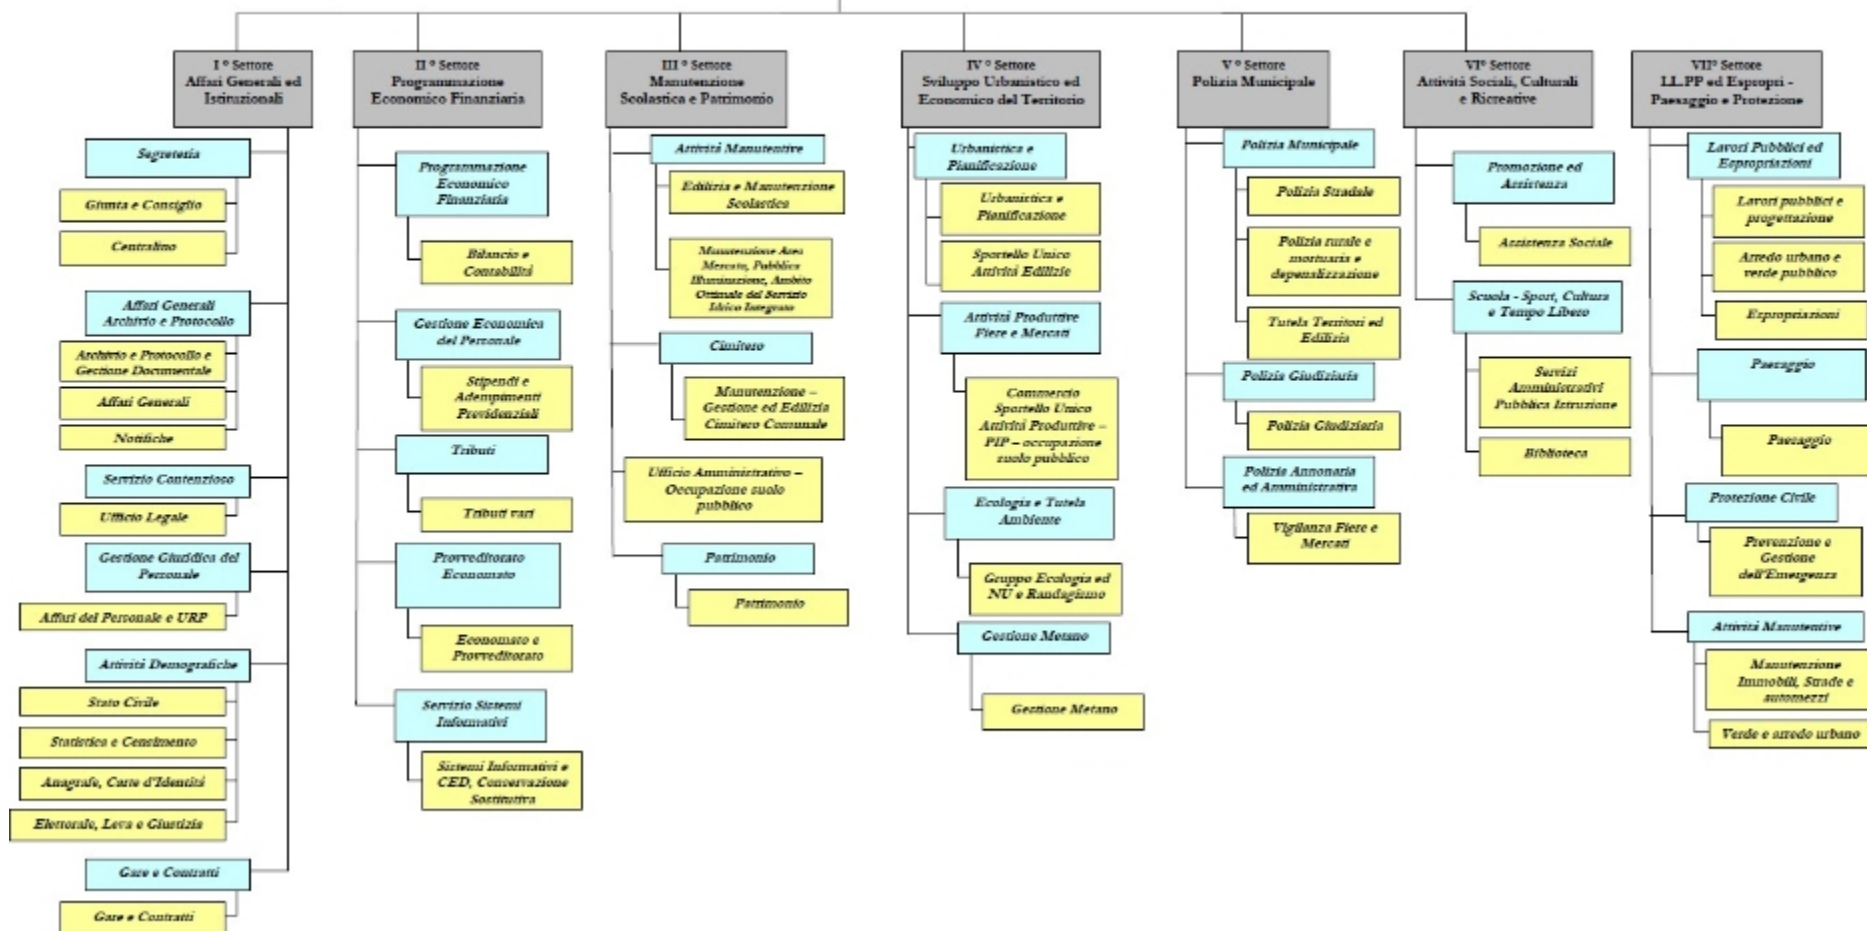 I ° Settore
Affari Generali ed
Istituzionali
Segreteria
Giunta e Consiglio
Centralino
Affari Generali
Archivio e Protocollo
Archivio e Protocollo e
Gestione Documentale
Affari Generali
Notifiche
Servizio Contenzioso
Ufficio Legale
Gestione Giuridica del
Personale
Affari del Personale e URP
Attività Demografiche
Stato Civile
Statistica e Censimento
Anagrafe, Carte d'Identità
Elettorale, Leva e Giustizia
Gare e Contratti
Gare e Contratti
II ° Settore
Programmazione
Economico Finanziaria
Programmazione
Economico
Finanziaria
Bilancio e
Contabilità
Gestione Economica
del Personale
Stipendi e
Adempimenti
Previdenziali
Tributi
Tributi vari
Provveditorato
Economato
Economato e
Provveditorato
Servizio Sistemi
Informativi
Sistemi Informativi e
CED, Conservazione
Sostitutiva
III ° Settore
Manutenzione
Scolastica e Patrimonio
Attività Manutentive
Edilizia e Manutenzione
Scolastica
Manutenzione Area
Mercato, Pubblica
Illuminazione, Ambito
Ottimale del Servizio
Idrico Integrato
Cimitero
Manutenzione –
Gestione ed Edilizia
Cimitero Comunale
Ufficio Amministrativo –
Occupazione suolo
pubblico
Patrimonio
Patrimonio
IV ° Settore
Sviluppo Urbanistico ed
Economico del Territorio
Urbanistica e
Pianificazione
Urbanistica e
Pianificazione
Sportello Unico
Attività Edilizie
Attività Produttive
Fiere e Mercati
Commercio
Sportello Unico
Attività Produttive –
PIP – occupazione
suolo pubblico
Ecologia e Tutela
Ambiente
Gruppo Ecologia ed
NU e Randagismo
Gestione Metano
Gestione Metano
V ° Settore
Polizia Municipale
Polizia Municipale
Polizia Stradale
Polizia rurale e
mortuaria e
depenalizzazione
Tutela Territori ed
Edilizia
Polizia Giudiziaria
Polizia Giudiziaria
Polizia Annonaria
ed Amministrativa
Vigilanza Fiere e
Mercati
VI° Settore
Attività Sociali, Culturali
e Ricreative
Promozione ed
Assistenza
Assistenza Sociale
Scuola - Sport, Cultura
e Tempo Libero
Servizi
Amministrativi
Pubblica Istruzione
Biblioteca
VII° Settore
LL.PP ed Espropri -
Paesaggio e Protezione
Lavori Pubblici ed
Espropriazioni
Lavori pubblici e
progettazione
Arredo urbano e
verde pubblico
Espropriazioni
Paesaggio
Paesaggio
Protezione Civile
Prevenzione e
Gestione
dell'Emergenza
Attività Manutentive
Manutenzione
Immobili, Strade e
automezzi
Verde e arredo urbano